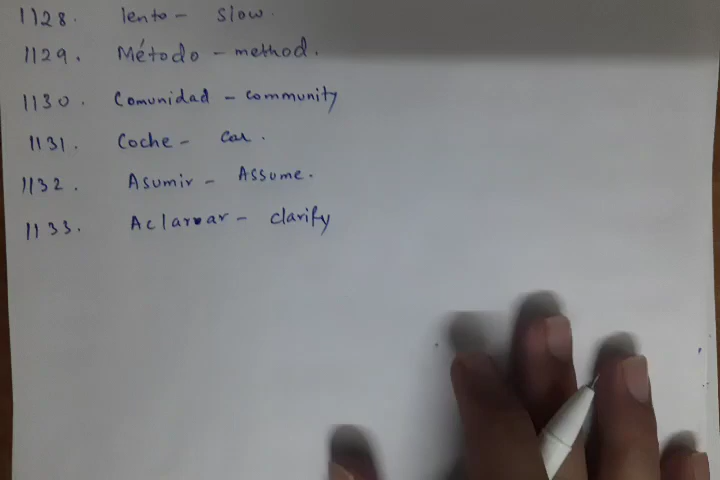 1128. lento - slow.
1129. Método - method.
1130. Comunidad - community
1131. Coche - car.
1132. Asumir - Assume.
1133. Aclarar - clarify